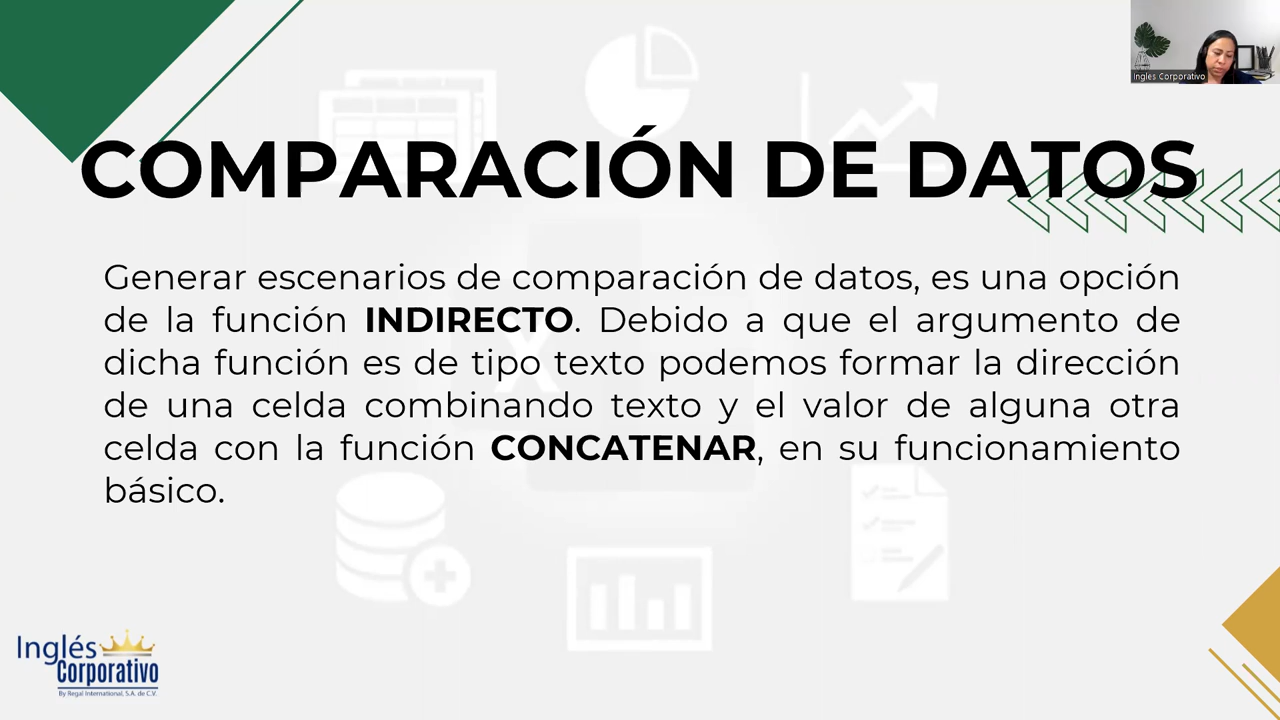 Ingles Corporativo
COMPARACIÓN DE DATOS
Generar escenarios de comparación de datos, es una opción
de la función INDIRECTO. Debido a que el argumento de
dicha función es de tipo texto podemos formar la dirección
de una celda combinando texto y el valor de alguna otra
celda con la función CONCATENAR, en su funcionamiento
básico.
Inglés
Corporativo
By Regal International, S.A. de C.V.